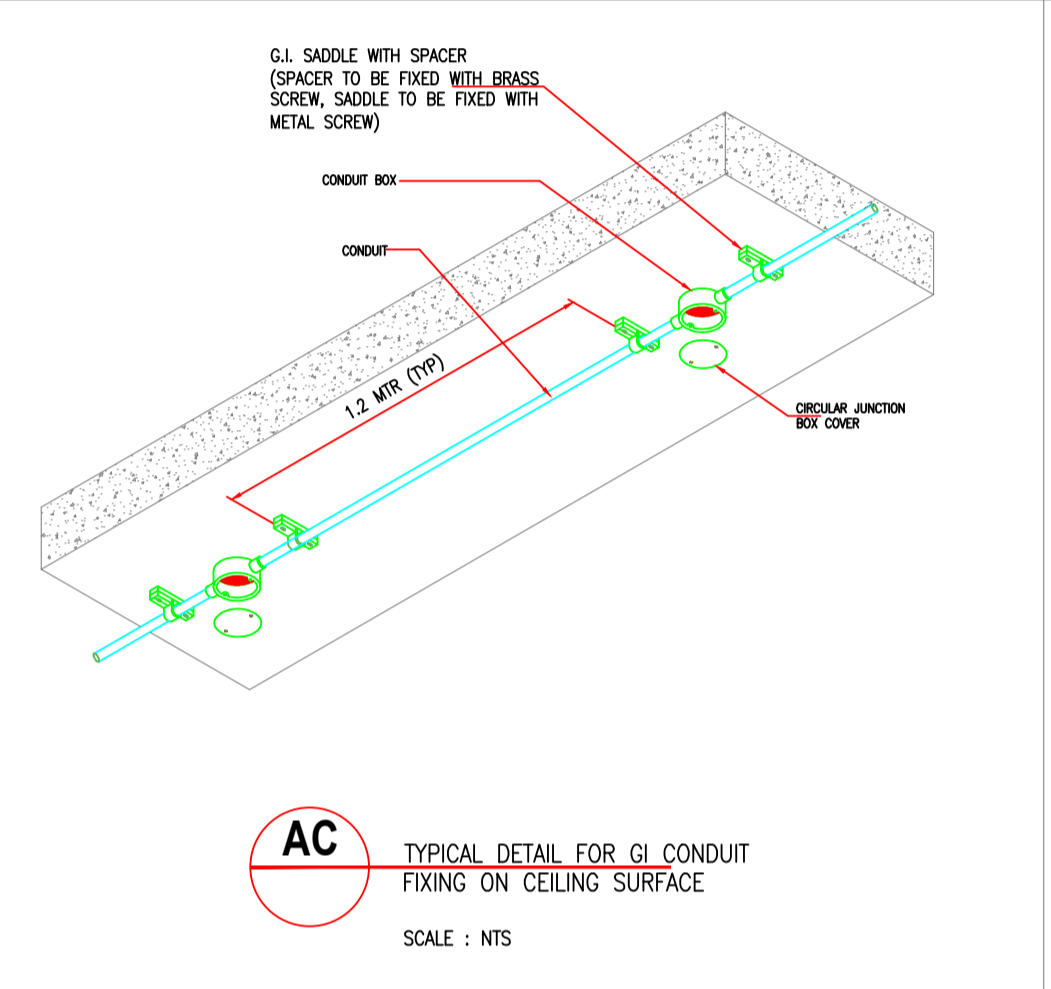 G.I. SADDLE WITH SPACER
(SPACER TO BE FIXED WITH BRASS
SCREW, SADDLE TO BE FIXED WITH
METAL SCREW)
CONDUIT BOX
CONDUIT
1.2 MTR (TYP)
CIRCULAR JUNCTION
BOX COVER
AC
TYPICAL DETAIL FOR GI CONDUIT
FIXING ON CEILING SURFACE
SCALE : NTS